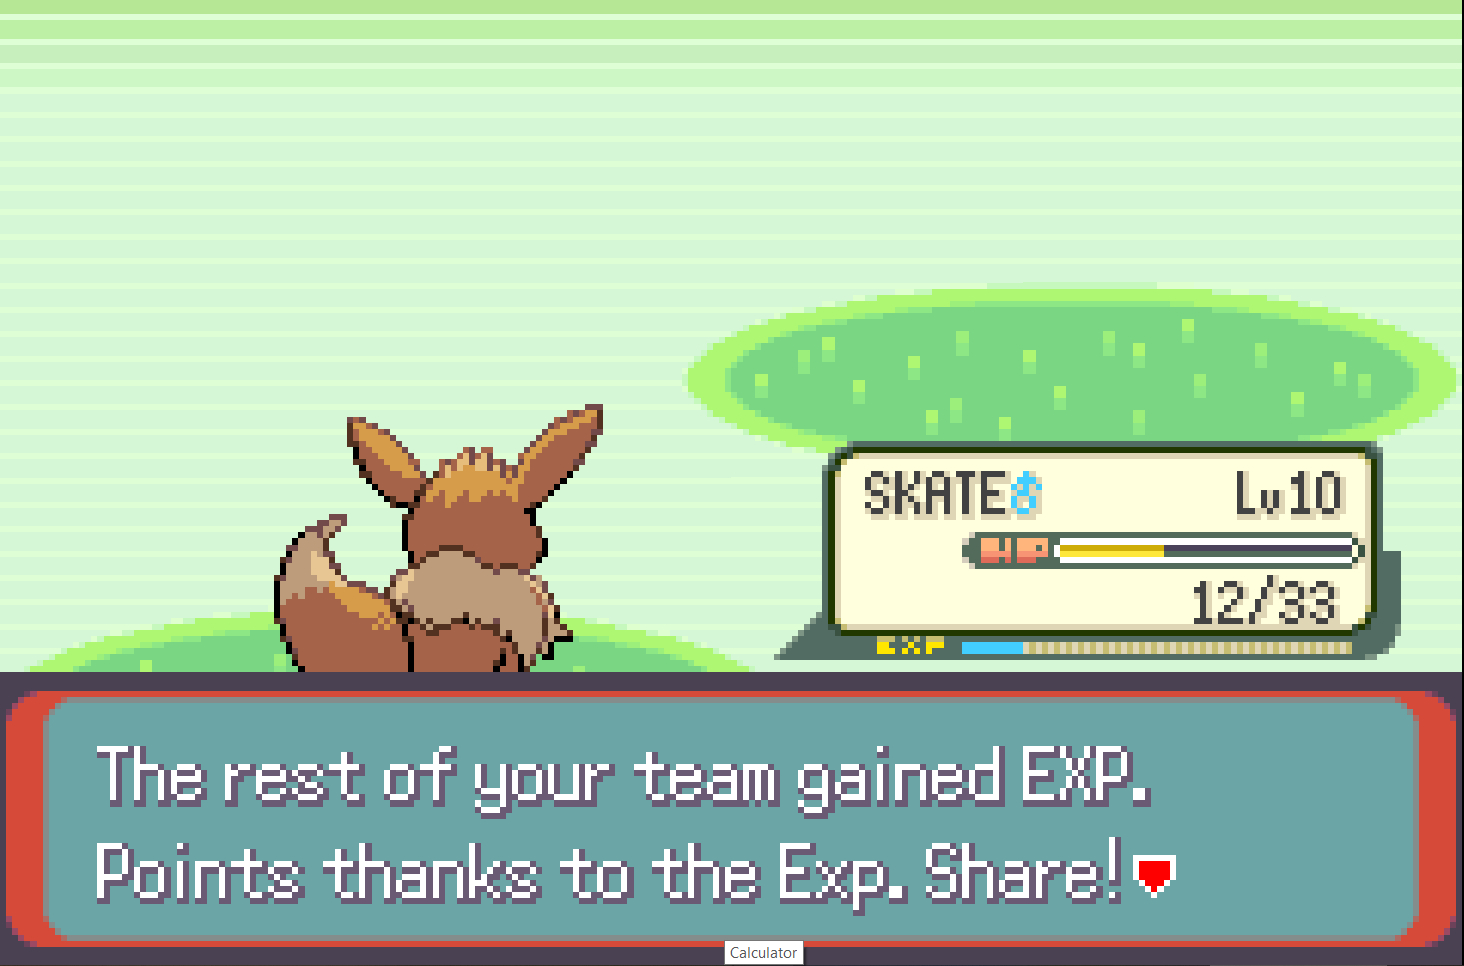 SKATE♂ Lv10
HP
12/33
EXP
The rest of your team gained EXP.
Points thanks to the Exp. Share!
Calculator